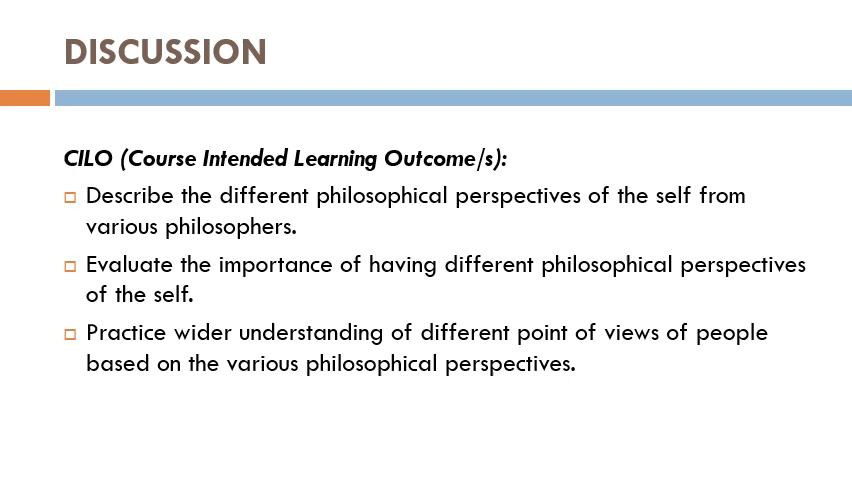 DISCUSSION
CILO (Course Intended Learning Outcome/s):
Describe the different philosophical perspectives of the self from
various philosophers.
Evaluate the importance of having different philosophical perspectives
of the self.
Practice wider understanding of different point of views of people
based on the various philosophical perspectives.